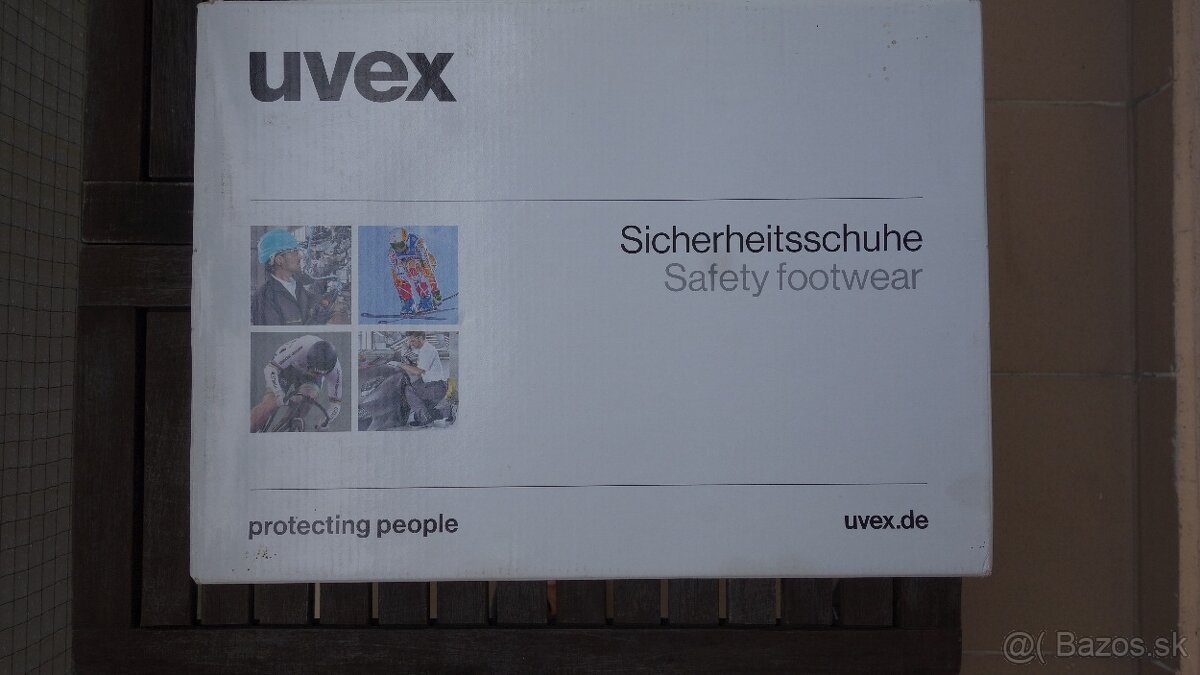 uvex
Sicherheitsschuhe
Safety footwear
protecting people
uvex.de
@( Bazos.sk